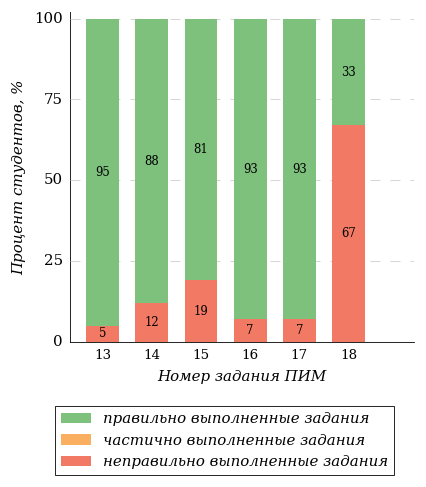 100
75
50
25
0
Процент студентов, %
95
88
81
93
93
33
5
12
19
7
7
67
13 14 15 16 17 18
Номер задания ПИМ
правильно выполненные задания
частично выполненные задания
неправильно выполненные задания